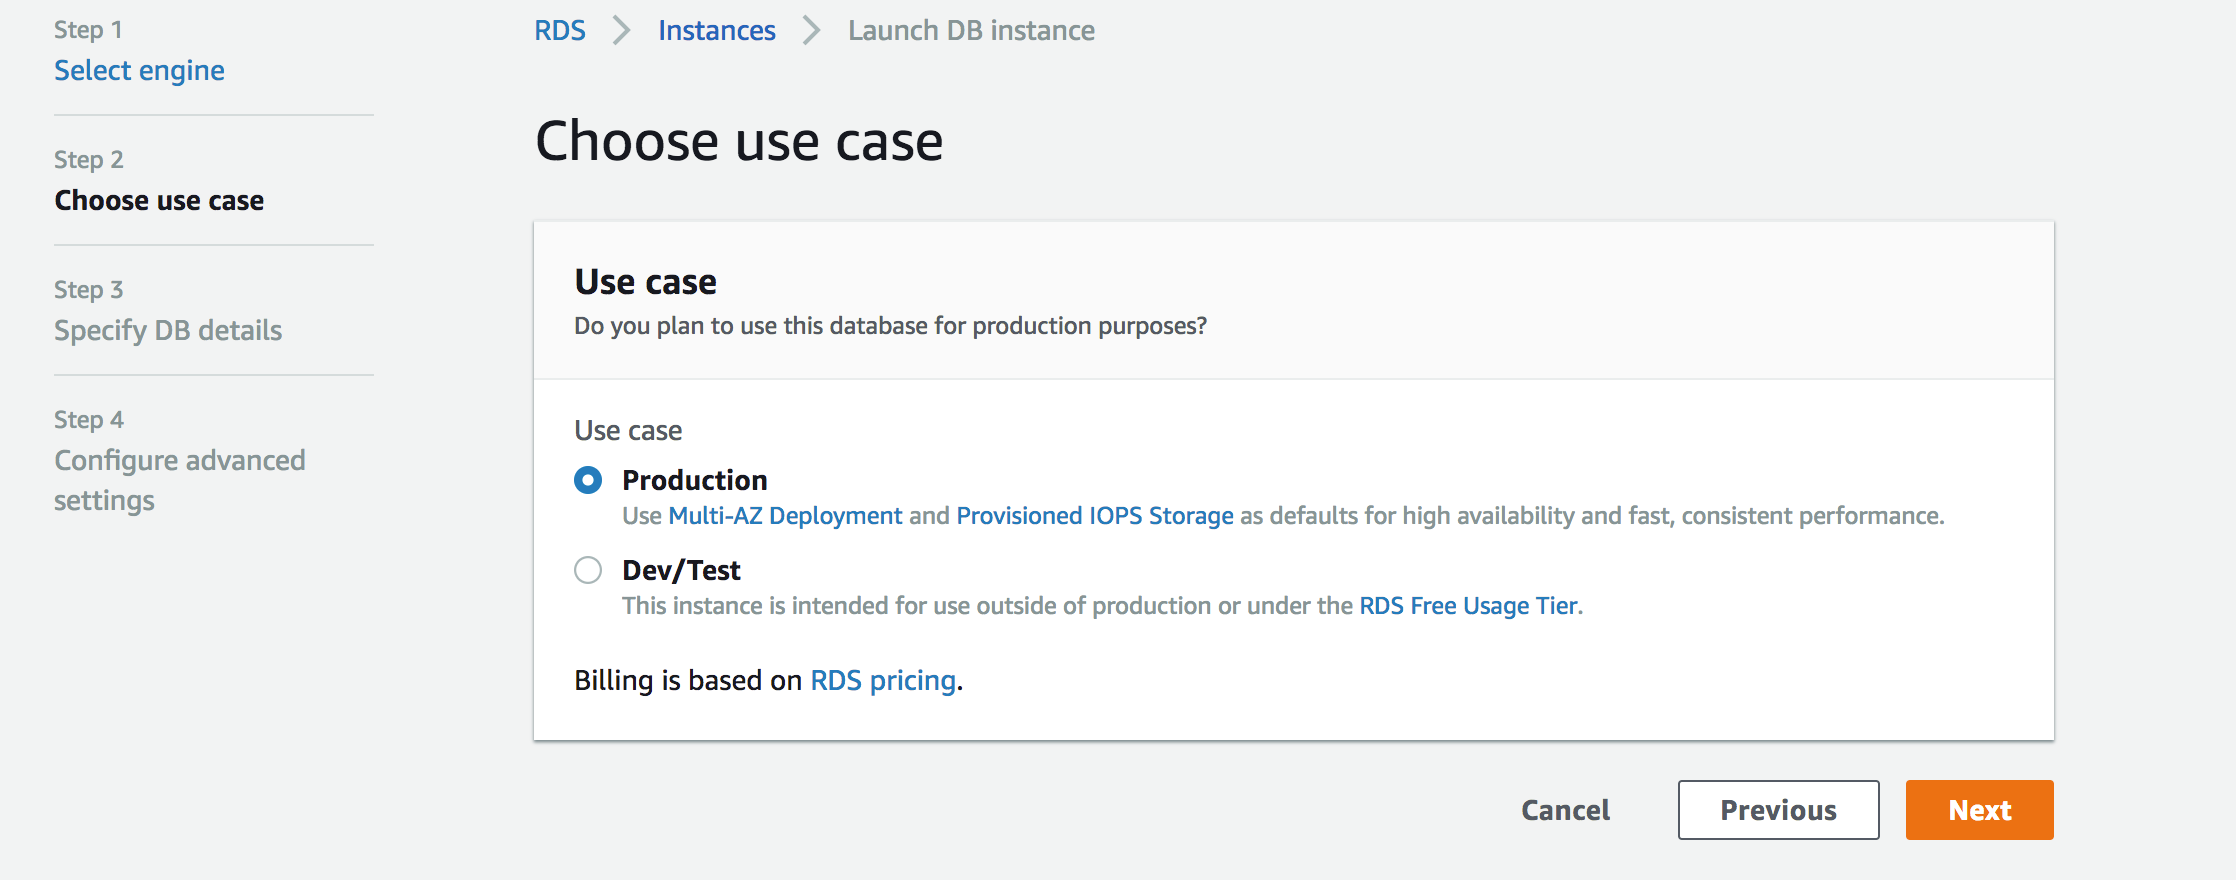 Step 1
Select engine
Step 2
Choose use case
Step 3
Specify DB details
Step 4
Configure advanced
settings
RDS Instances Launch DB instance
Choose use case
Use case
Do you plan to use this database for production purposes?
Use case
Production
Use Multi-AZ Deployment and Provisioned IOPS Storage as defaults for high availability and fast, consistent performance.
Dev/Test
This instance is intended for use outside of production or under the RDS Free Usage Tier.
Billing is based on RDS pricing.
Cancel Previous Next